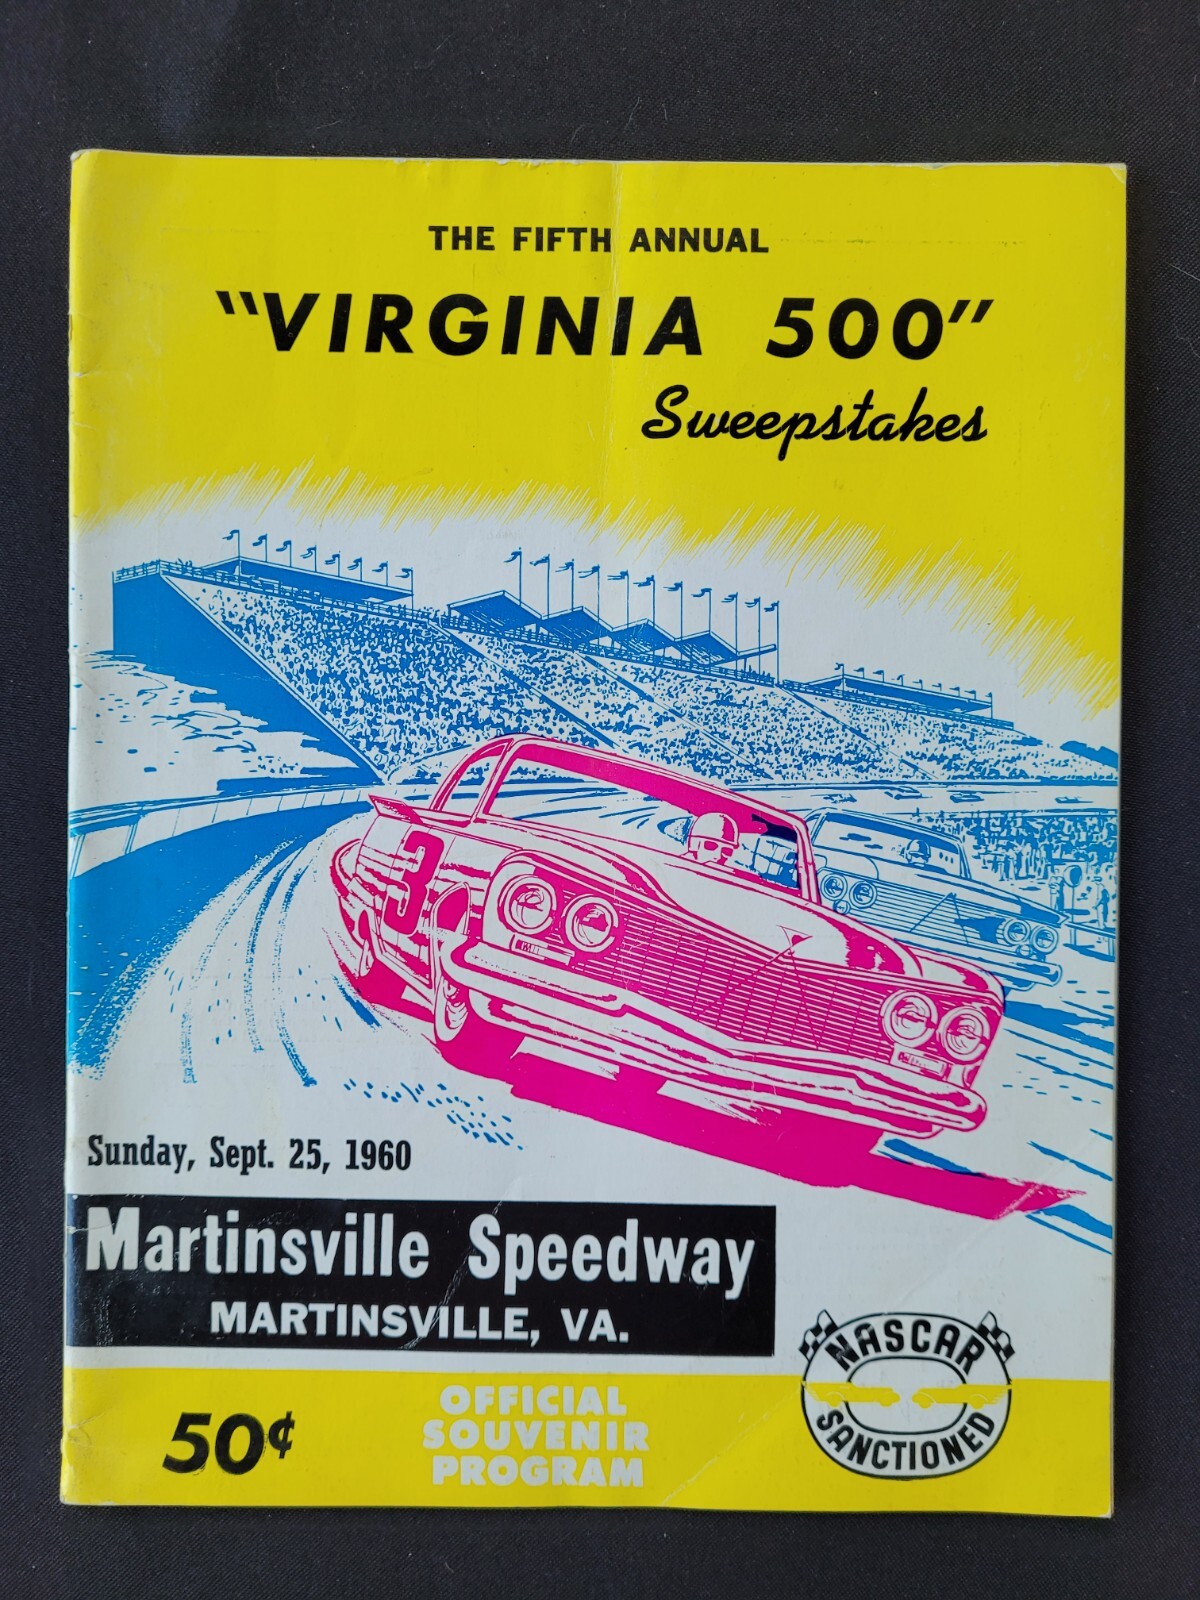 THE FIFTH ANNUAL
"VIRGINIA 500"
Sweepstakes
3
Sunday, Sept. 25, 1960
Martinsville Speedway
MARTINSVILLE, VA.
NASCAR
SANCTIONED
50¢
OFFICIAL
SOUVENIR
PROGRAM